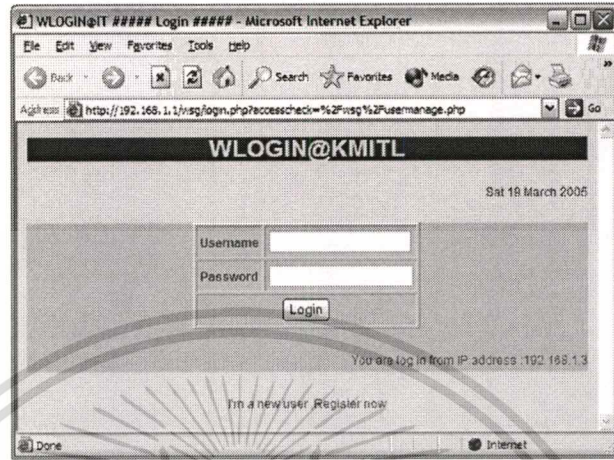 WLOGIN@IT ##### Login ##### - Microsoft Internet Explorer
File Edit View Favorites Tools Help
Back Search Favorites Media
Address http://192.168.1.1/wsg/login.php?accesscheck=%2Fwsg%2Fusermanage.php Go
WLOGIN@KMITL
Sat 19 March 2005
Username
Password
Login
You are log in from IP address :192.168.1.3
I'm a new user Register now
Done Internet